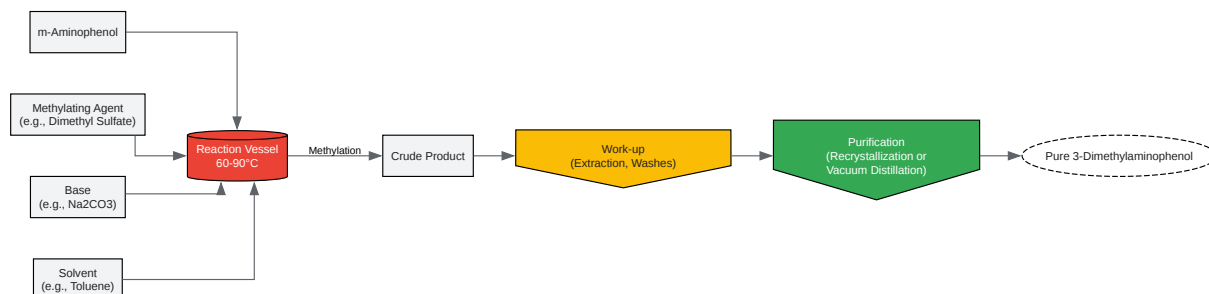 m-Aminophenol
Methylating Agent
(e.g., Dimethyl Sulfate)
Reaction Vessel
60-90°C
Methylation
Crude Product
Work-up
(Extraction, Washes)
Purification
(Recrystallization or
Vacuum Distillation)
Pure 3-Dimethylaminophenol
Base
(e.g., Na2CO3)
Solvent
(e.g., Toluene)